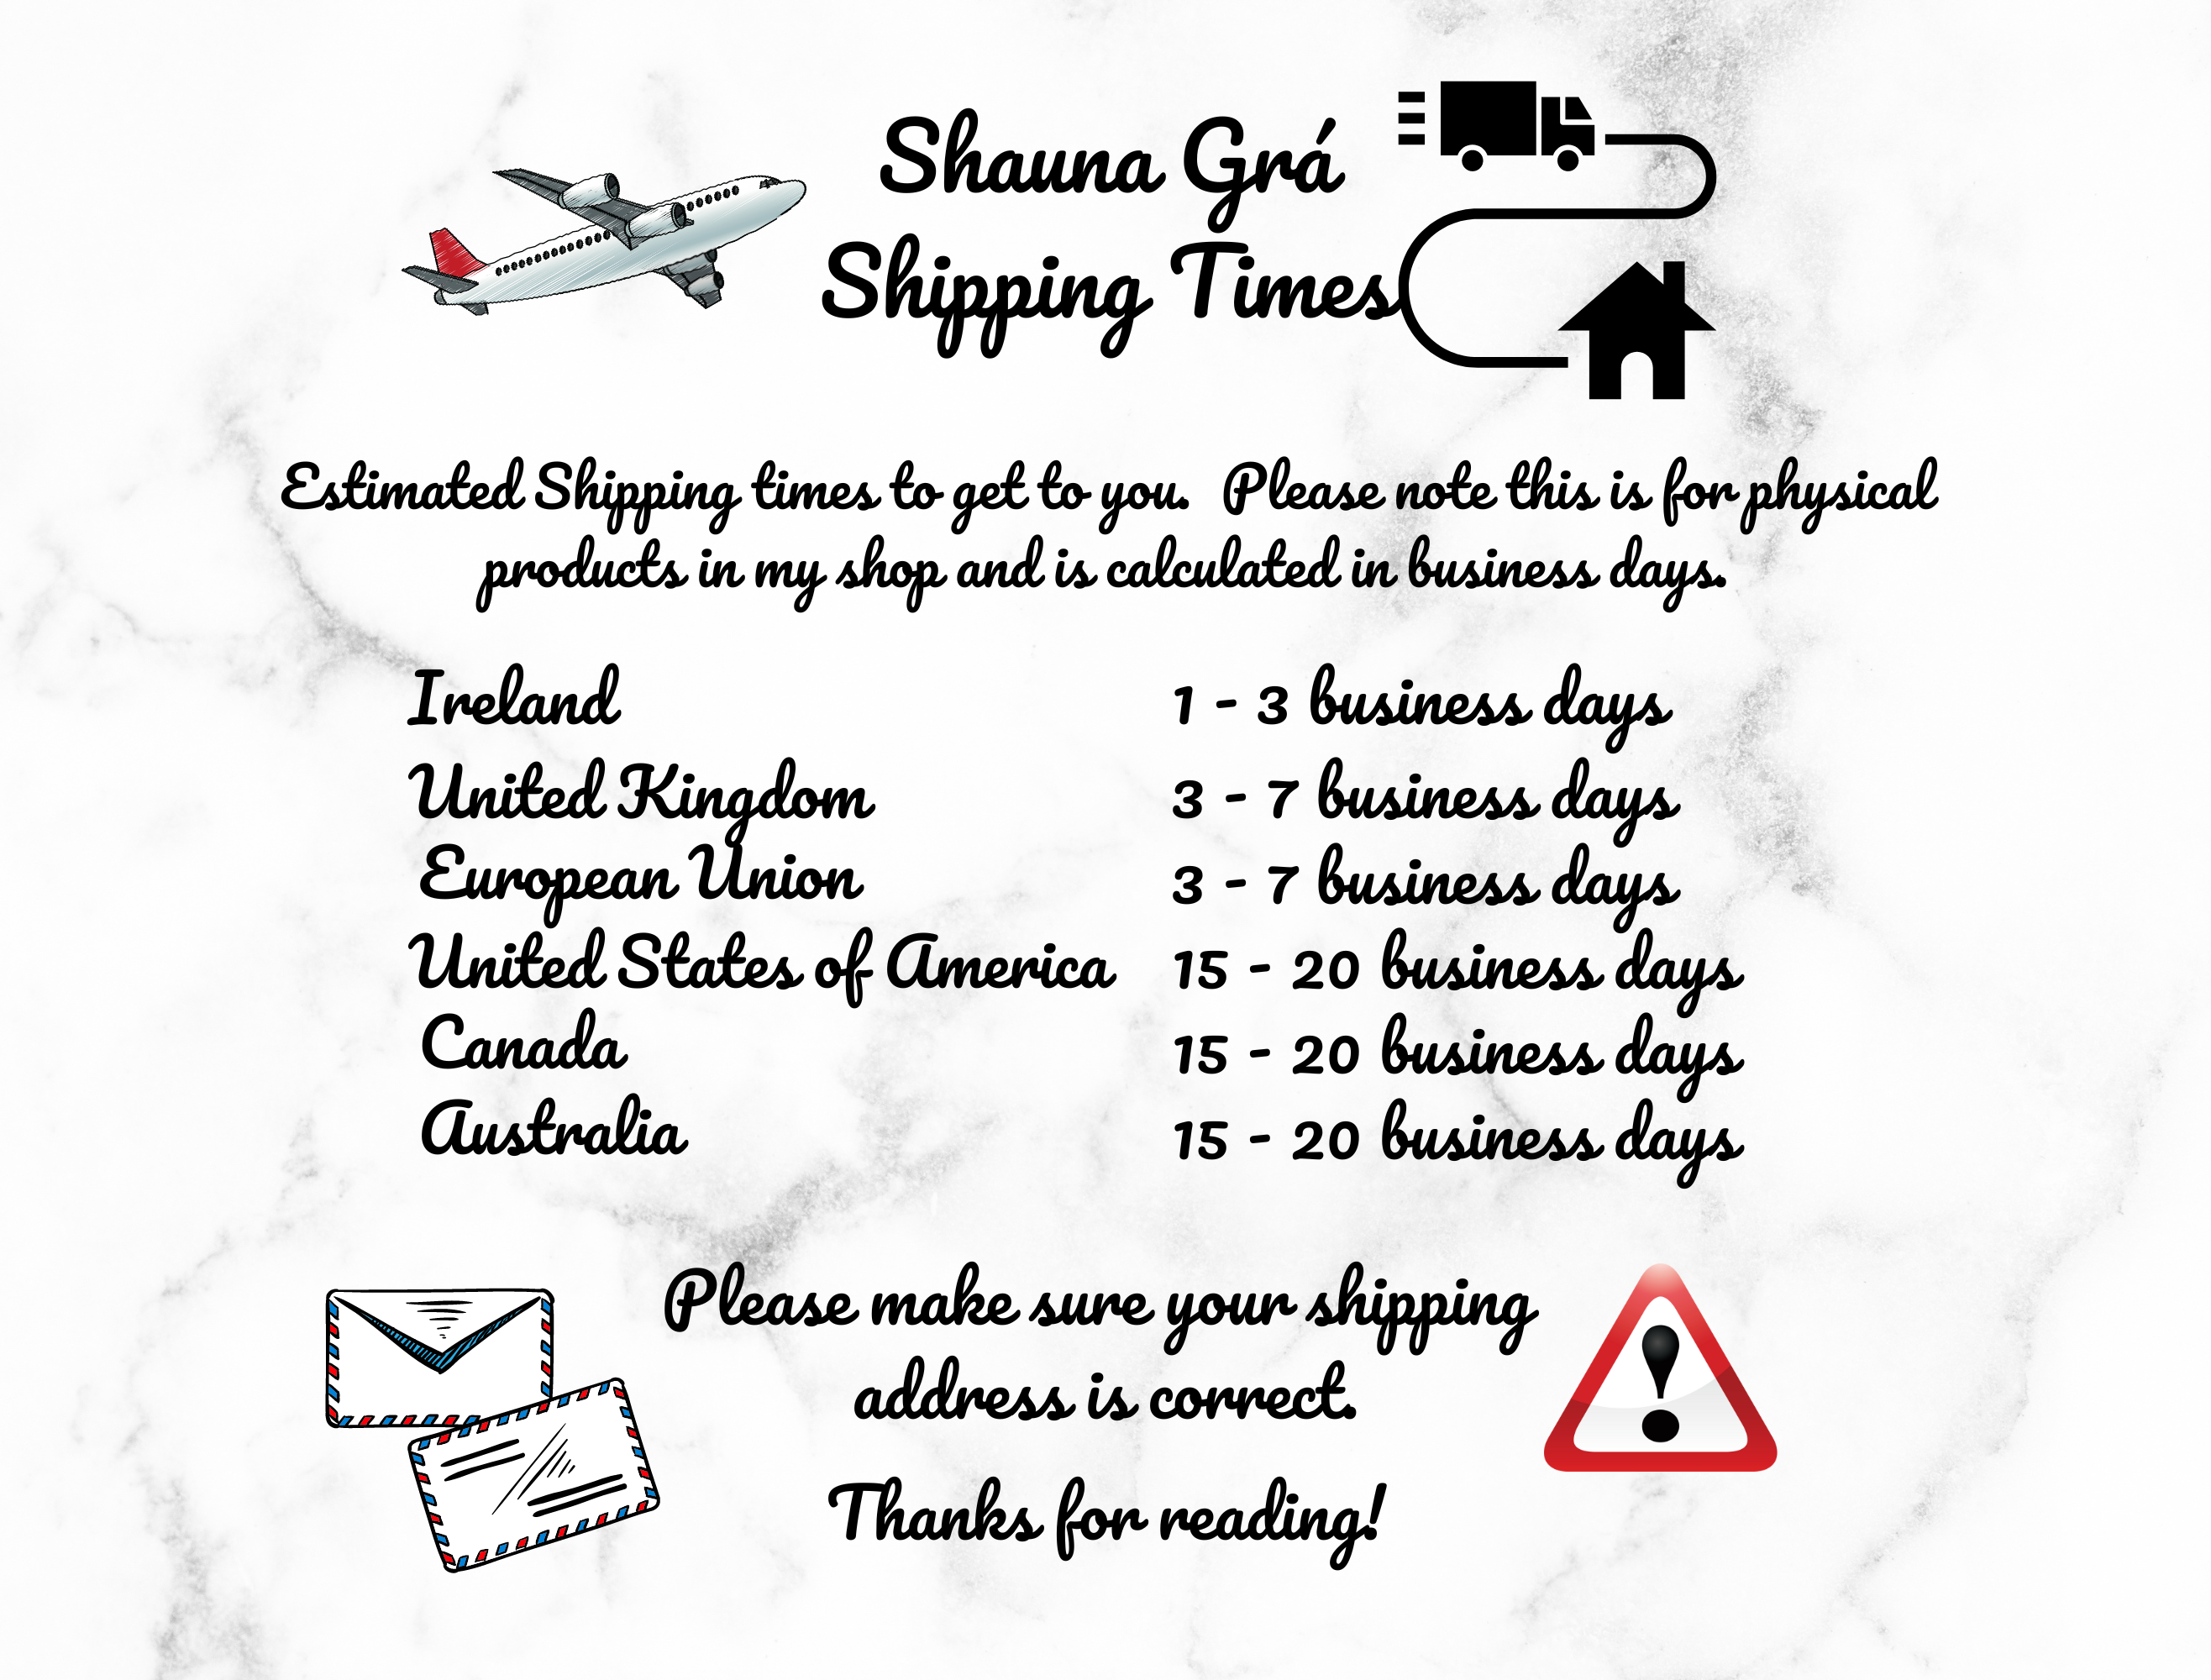 Shauna Grá
Shipping Times
Estimated Shipping times to get to you. Please note this is for physical
products in my shop and is calculated in business days.
Ireland 1 - 3 business days
United Kingdom 3 - 7 business days
European Union 3 - 7 business days
United States of America 15 - 20 business days
Canada 15 - 20 business days
Australia 15 - 20 business days
Please make sure your shipping
address is correct.
Thanks for reading!